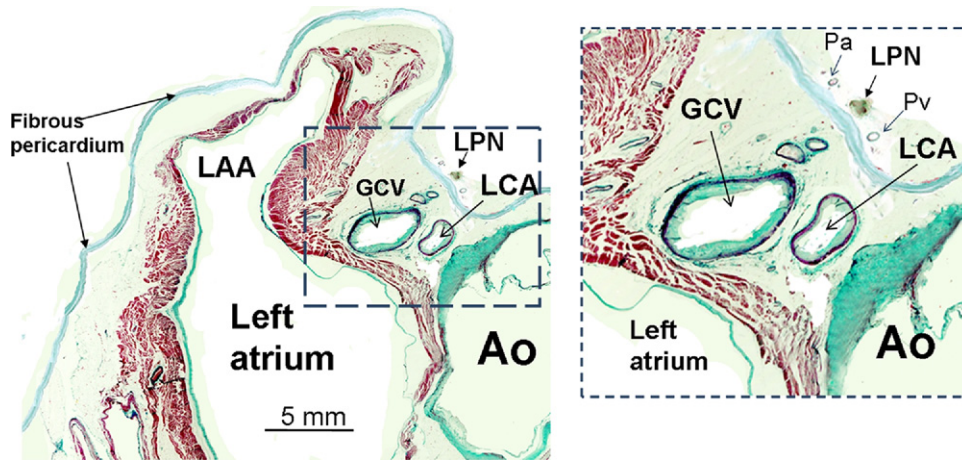 Fibrous
pericardium
LAA
GCV
LPN
LCA
Left
atrium
Ao
5 mm
Pa
LPN
Pv
GCV
LCA
Left
atrium
Ao